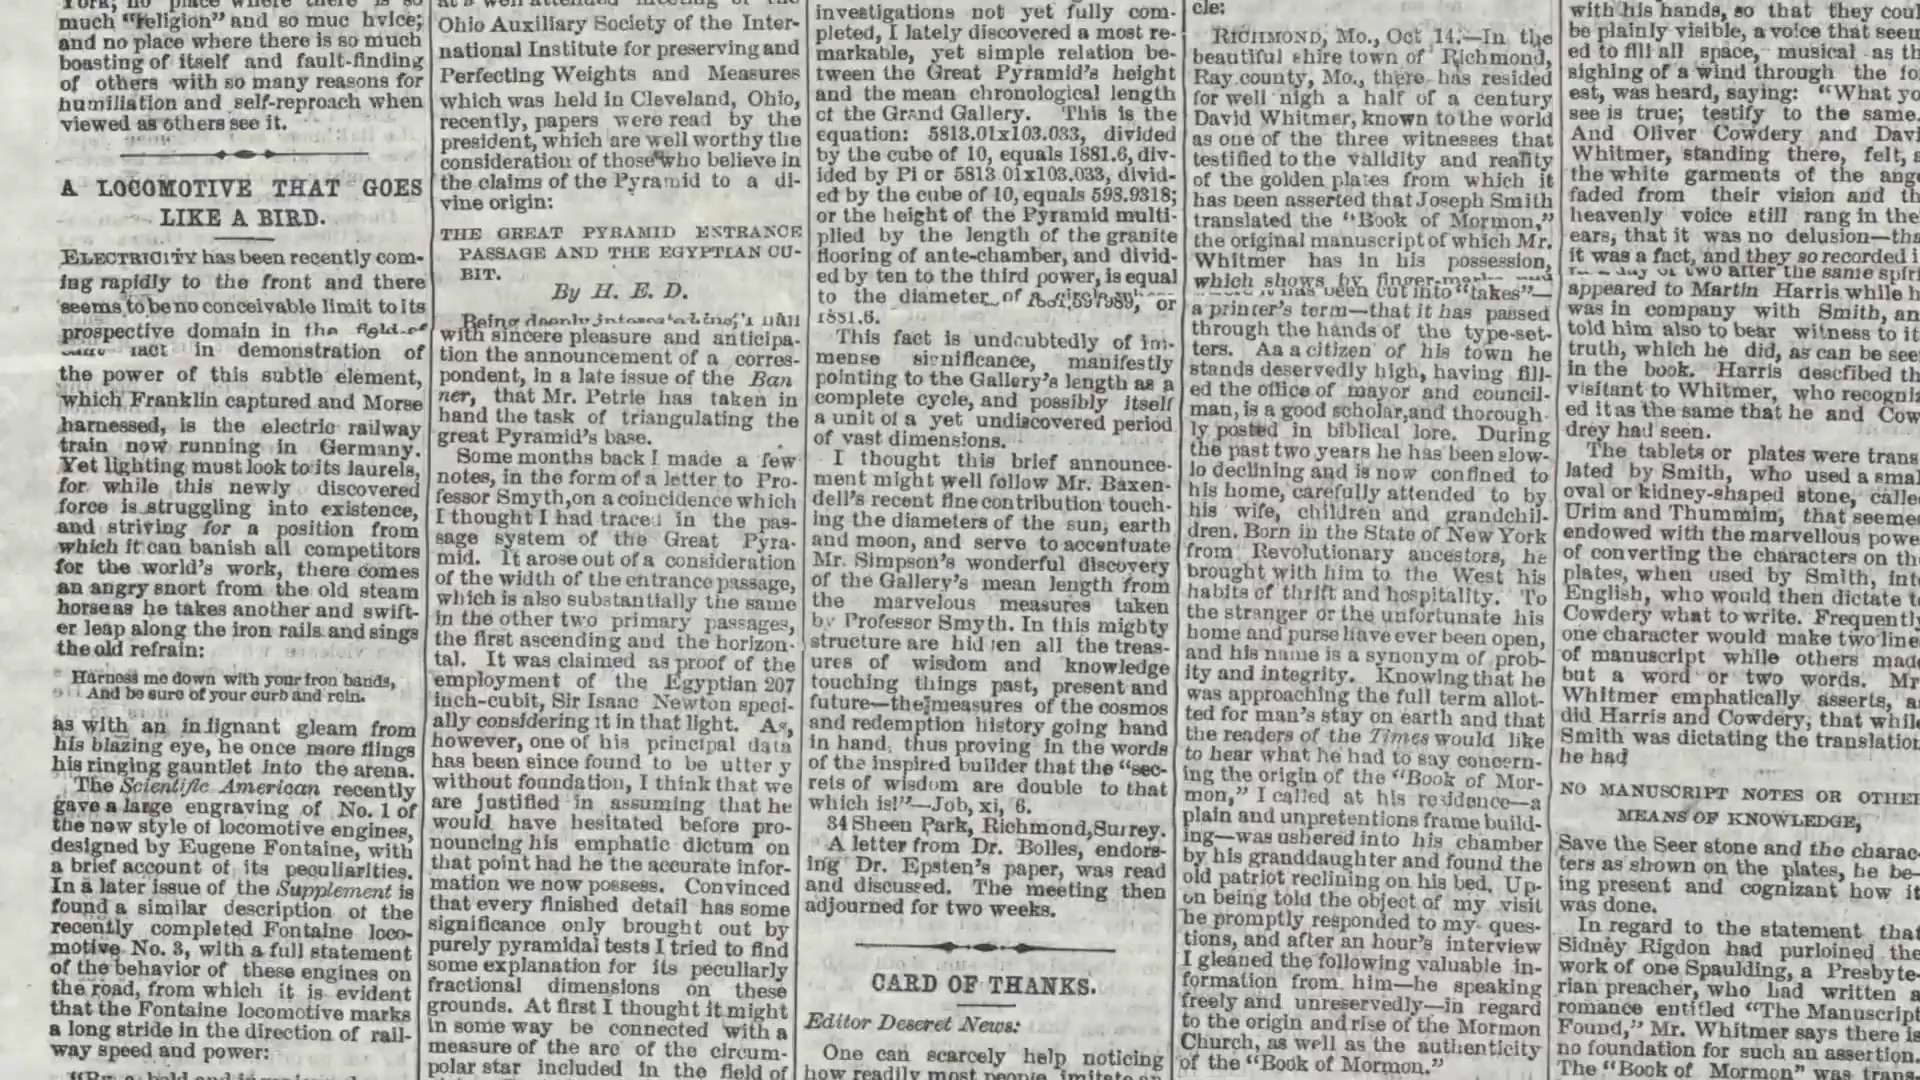 much "religion" and so muc hvice;
and no place where there is so much
boasting of itself and fault-finding
of others with so many reasons for
humiliation and self-reproach when
viewed as others see it.
A LOCOMOTIVE THAT GOES
LIKE A BIRD.
ELECTRICITY has been recently com-
ing rapidly to the front and there
seems to be no conceivable limit to its
prospective domain in the field of
fact in demonstration of
the power of this subtle element,
which Franklin captured and Morse
harnessed, is the electric railway
train now running in Germany.
Yet lighting must look to its laurels,
for while this newly discovered
force is struggling into existence,
and striving for a position from
which it can banish all competitors
for the world's work, there comes
an angry snort from the old steam
horse as he takes another and swift-
er leap along the iron rails and sings
the old refrain:
Harness me down with your iron bands,
And be sure of your curb and rein.
as with an indignant gleam from
his blazing eye, he once more flings
his ringing gauntlet into the arena.
The Scientific American recently
gave a large engraving of No. 1 of
the new style of locomotive engines,
designed by Eugene Fontaine, with
a brief account of its peculiarities.
In a later issue of the Supplement is
found a similar description of the
recently completed Fontaine loco-
motive No. 3, with a full statement
of the behavior of these engines on
the road, from which it is evident
that the Fontaine locomotive marks
a long stride in the direction of rail-
way speed and power:
Ohio Auxiliary Society of the Inter-
national Institute for preserving and
Perfecting Weights and Measures
which was held in Cleveland, Ohio,
recently, papers were read by the
president, which are well worthy the
consideration of those who believe in
the claims of the Pyramid to a di-
vine origin:
THE GREAT PYRAMID ENTRANCE
PASSAGE AND THE EGYPTIAN CU-
BIT.
By H. E. D.
Being deeply
with sincere pleasure and anticipa-
tion the announcement of a corres-
pondent, in a late issue of the Ban
ner, that Mr. Petrie has taken in
hand the task of triangulating the
great Pyramid's base.
Some months back I made a few
notes, in the form of a letter to Pro-
fessor Smyth, on a coincidence which
I thought I had traced in the pas-
sage system of the Great Pyra-
mid. It arose out of a consideration
of the width of the entrance passage,
which is also substantially the same
in the other two primary passages,
the first ascending and the horizon-
tal. It was claimed as proof of the
employment of the Egyptian 207
inch-cubit, Sir Isaac Newton speci-
ally considering it in that light. As,
however, one of his principal data
has been since found to be utter y
without foundation, I think that we
are justified in assuming that he
would have hesitated before pro-
nouncing his emphatic dictum on
that point had he the accurate infor-
mation we now possess. Convinced
that every finished detail has some
significance only brought out by
purely pyramidal tests I tried to find
some explanation for its peculiarly
fractional dimensions on these
grounds. At first I thought it might
in some way be connected with a
measure of the arc of the circum-
polar star included in the field of
investigations not yet fully com-
pleted, I lately discovered a most re-
markable, yet simple relation be-
tween the Great Pyramid's height
and the mean chronological length
of the Grand Gallery. This is the
equation: 5813.01x103.033, divided
by the cube of 10, equals 1881.6, div-
ided by Pi or 5813 01x103.033, divid-
ed by the cube of 10, equals 598.9318;
or the height of the Pyramid multi-
plied by the length of the granite
flooring of ante-chamber, and divid-
ed by ten to the third power, is equal
to the diameter of or
1881.6.
This fact is undoubtedly of im-
mense significance, manifestly
pointing to the Gallery's length as a
complete cycle, and possibly itself
a unit of a yet undiscovered period
of vast dimensions.
I thought this brief announce-
ment might well follow Mr. Baxen-
dell's recent fine contribution touch-
ing the diameters of the sun, earth
and moon, and serve to accentuate
Mr. Simpson's wonderful discovery
of the Gallery's mean length from
the marvelous measures taken
by Professor Smyth. In this mighty
structure are hidden all the treas-
ures of wisdom and knowledge
touching things past, present and
future—the measures of the cosmos
and redemption history going hand
in hand, thus proving in the words
of the inspired builder that the "sec-
rets of wisdom are double to that
which is!"—Job, xi, 6.
34 Sheen Park, Richmond, Surrey.
A letter from Dr. Bolles, endors-
ing Dr. Epsten's paper, was read
and discussed. The meeting then
adjourned for two weeks.
CARD OF THANKS.
Editor Deseret News:
One can scarcely help noticing
how readily most people imitate an
cle:
RICHMOND, Mo., Oct 14.—In the
beautiful shire town of Richmond,
Ray county, Mo., there has resided
for well nigh a half of a century
David Whitmer, known to the world
as one of the three witnesses that
testified to the validity and reality
of the golden plates from which it
has been asserted that Joseph Smith
translated the "Book of Mormon,"
the original manuscript of which Mr.
Whitmer has in his possession,
which shows by finger-marks and
it has been cut into "takes"—
a printer's term—that it has passed
through the hands of the type-set-
ters. Aa a citizen of his town he
stands deservedly high, having fill-
ed the office of mayor and council-
man, is a good scholar, and thorough-
ly posted in biblical lore. During
the past two years he has been slow-
lo declining and is now confined to
his home, carefully attended to by
his wife, children and grandchil-
dren. Born in the State of New York
from Revolutionary ancestors, he
brought with him to the West his
habits of thrift and hospitality. To
the stranger or the unfortunate his
home and purse have ever been open,
and his name is a synonym of prob-
ity and integrity. Knowing that he
was approaching the full term allot-
ted for man's stay on earth and that
the readers of the Times would like
to hear what he had to say concern-
ing the origin of the "Book of Mor-
mon," I called at his residence—a
plain and unpretentions frame build-
ing—was ushered into his chamber
by his granddaughter and found the
old patriot reclining on his bed. Up-
on being told the object of my visit
he promptly responded to my ques-
tions, and after an hour's interview
I gleaned the following valuable in-
formation from him—he speaking
freely and unreservedly—in regard
to the origin and rise of the Mormon
Church, as well as the authenticity
of the "Book of Mormon."
with his hands, so that they coul
be plainly visible, a voice that seem
ed to fill all space, musical as th
sighing of a wind through the fo
est, was heard, saying: "What yo
see is true; testify to the same.
And Oliver Cowdery and Davi
Whitmer, standing there, felt, a
the white garments of the ange
faded from their vision and th
heavenly voice still rang in thei
ears, that it was no delusion—tha
it was a fact, and they so recorded i
day or two after the same spiri
appeared to Martin Harris while h
was in company with Smith, an
told him also to bear witness to it
truth, which he did, as can be see
in the book. Harris descfibed th
visitant to Whitmer, who recogniz
ed it as the same that he and Cow
drey had seen.
The tablets or plates were trans
lated by Smith, who used a smal
oval or kidney-shaped stone, calle
Urim and Thummim, that seeme
endowed with the marvellous powe
of converting the characters on th
plates, when used by Smith, int
English, who would then dictate t
Cowdery what to write. Frequently
one character would make two line
of manuscript while others made
but a word or two words. Mr
Whitmer emphatically asserts, a
did Harris and Cowdery, that while
Smith was dictating the translation
he had
NO MANUSCRIPT NOTES OR OTHER
MEANS OF KNOWLEDGE,
Save the Seer stone and the charac-
ters as shown on the plates, he be-
ing present and cognizant how it
was done.
In regard to the statement that
Sidney Rigdon had purloined the
work of one Spaulding, a Presbyte-
rian preacher, who had written a
romance entitled "The Manuscript
Found," Mr. Whitmer says there is
no foundation for such an assertion.
The "Book of Mormon" was trans-